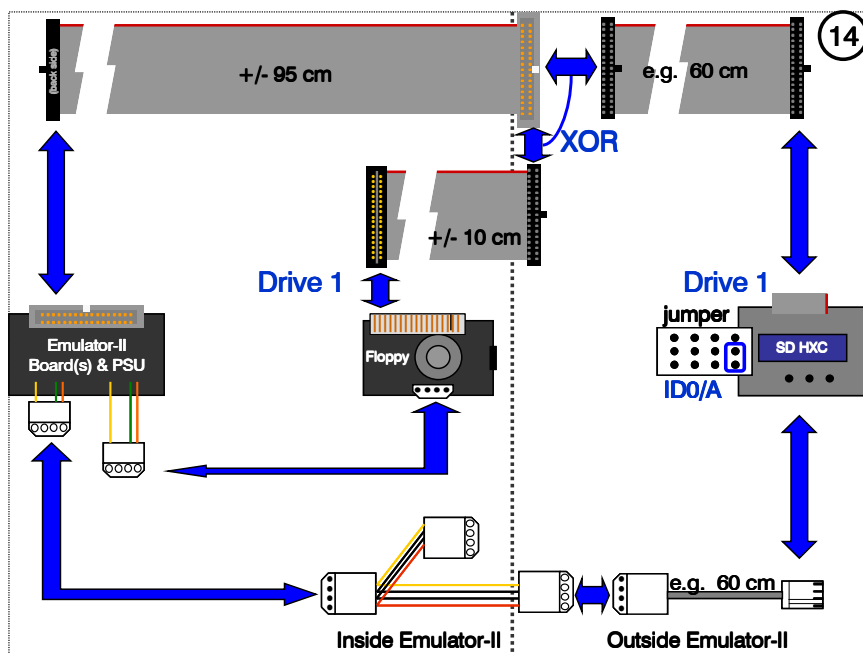 14
(back side)
+/- 95 cm
e.g. 60 cm
XOR
+/- 10 cm
Drive 1
Drive 1
jumper
Emulator-II
Board(s) & PSU
Floppy
SD HXC
ID0/A
e.g. 60 cm
Inside Emulator-II
Outside Emulator-II